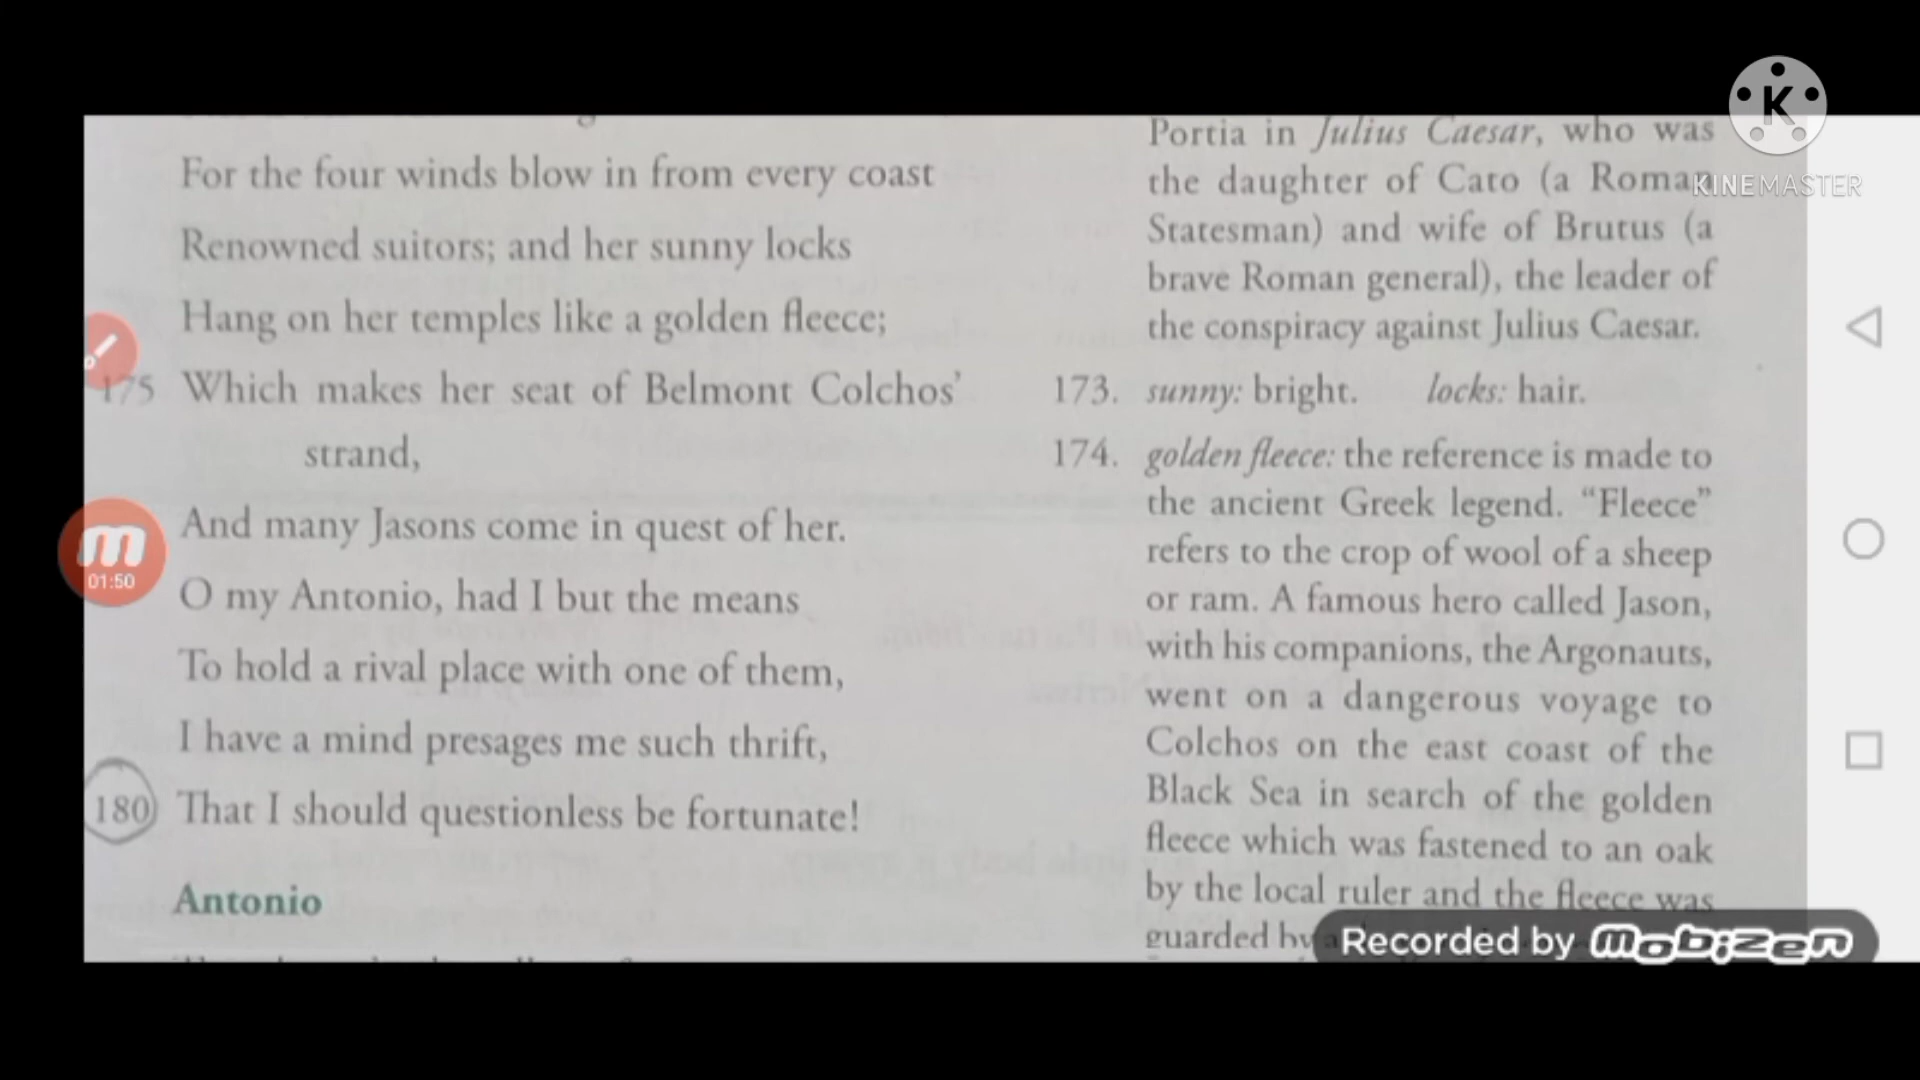 For the four winds blow in from every coast
Renowned suitors; and her sunny locks
Hang on her temples like a golden fleece;
175 Which makes her seat of Belmont Colchos'
strand,
And many Jasons come in quest of her.
O my Antonio, had I but the means
To hold a rival place with one of them,
I have a mind presages me such thrift,
180 That I should questionless be fortunate!
Antonio
Portia in Julius Caesar, who was
the daughter of Cato (a Roman
Statesman) and wife of Brutus (a
brave Roman general), the leader of
the conspiracy against Julius Caesar.
173. sunny: bright. locks: hair.
174. golden fleece: the reference is made to
the ancient Greek legend. “Fleece”
refers to the crop of wool of a sheep
or ram. A famous hero called Jason,
with his companions, the Argonauts,
went on a dangerous voyage to
Colchos on the east coast of the
Black Sea in search of the golden
fleece which was fastened to an oak
by the local ruler and the fleece was
guarded by
K
KINEMASTER
m
01:50
Recorded by mobizen